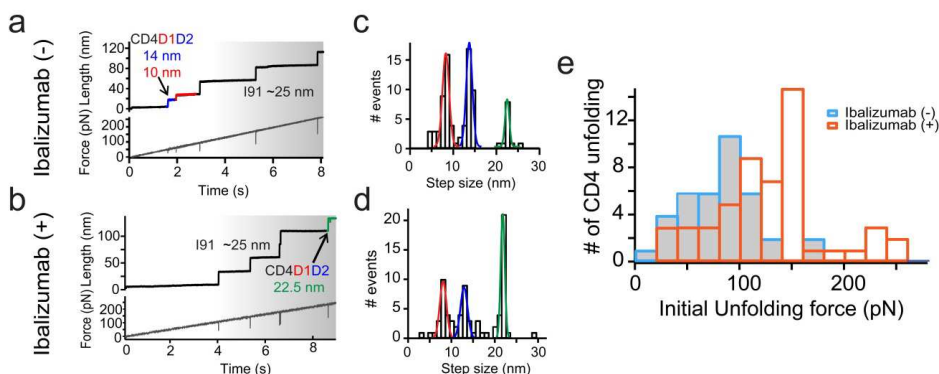 a
Ibalizumab (-)
Force (pN) Length (nm)
120
80
40
0
200
100
0
CD4D1D2
14 nm
10 nm
I91 ~25 nm
0
2
4
6
8
Time (s)
b
Ibalizumab (+)
Force (pN) Length (nm)
150
100
50
0
200
100
0
I91 ~25 nm
CD4D1D2
22.5 nm
0
2
4
6
8
Time (s)
c
# events
15
10
5
0
0
10
20
30
Step size (nm)
d
# events
20
15
10
5
0
0
10
20
30
Step size (nm)
e
# of CD4 unfolding
12
8
4
0
Ibalizumab (-)
Ibalizumab (+)
0
100
200
Initial Unfolding force (pN)